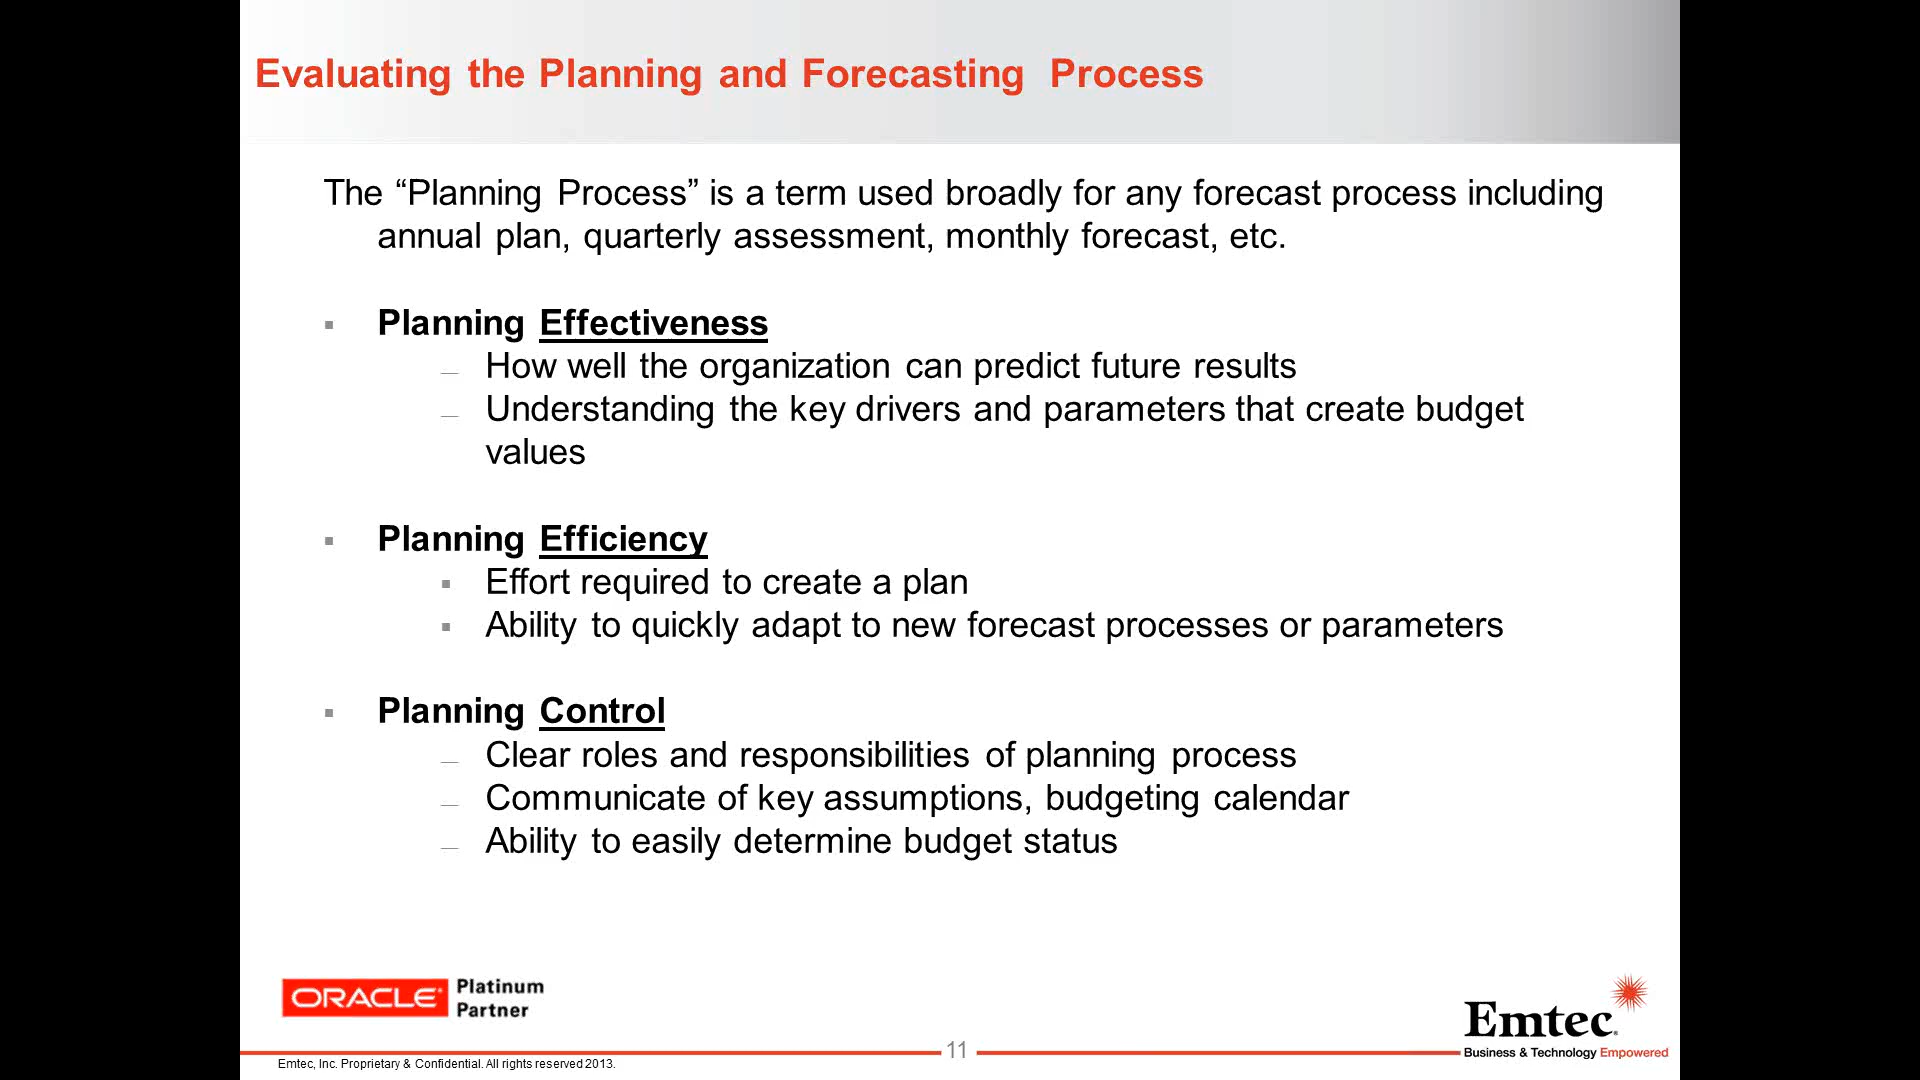 Evaluating the Planning and Forecasting Process
The “Planning Process” is a term used broadly for any forecast process including
annual plan, quarterly assessment, monthly forecast, etc.
Planning Effectiveness
How well the organization can predict future results
Understanding the key drivers and parameters that create budget
values
Planning Efficiency
Effort required to create a plan
Ability to quickly adapt to new forecast processes or parameters
Planning Control
Clear roles and responsibilities of planning process
Communicate of key assumptions, budgeting calendar
Ability to easily determine budget status
ORACLE Platinum
Partner
Emtec
Business & Technology Empowered
11
Emtec, Inc. Proprietary & Confidential. All rights reserved 2013.